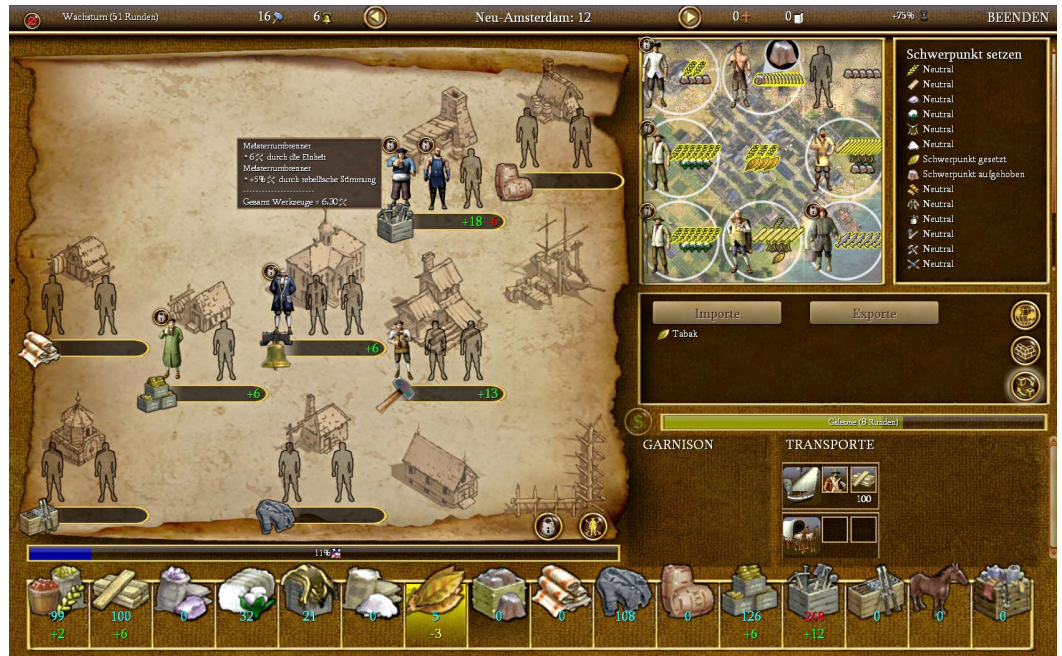 Wachstum (51 Runden)
16
6
Neu-Amsterdam: 12
0
0
+75%
BEENDEN
Meisterrumbrenner
+6 durch die Einheit
Meisterrumbrenner
+5% durch rebellische Stimmung
----------------------
Gesamt Werkzeuge = 6.30
+18 -6
+6
+6
+13
11%
Schwerpunkt setzen
Neutral
Neutral
Neutral
Neutral
Neutral
Neutral
Schwerpunkt gesetzt
Schwerpunkt aufgehoben
Neutral
Neutral
Neutral
Neutral
Neutral
Neutral
Importe
Exporte
Tabak
Galeone (8 Runden)
GARNISON
TRANSPORTE
100
99 100 0 32 21 0 5 0 0 108 0 126 268 0 0 0
+2 +6 -3 +6 +12